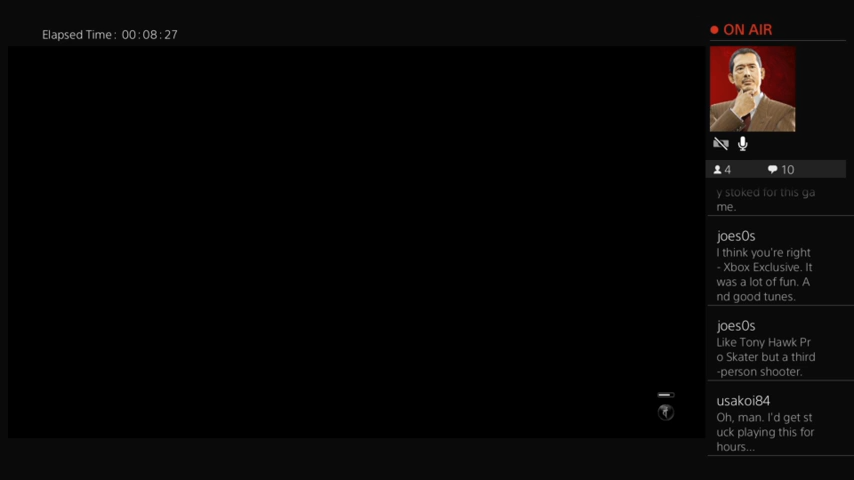 Elapsed Time: 00:08:27
ON AIR
4 10
y stoked for this ga
me.
joes0s
I think you're right
- Xbox Exclusive. It
was a lot of fun. A
nd good tunes.
joes0s
Like Tony Hawk Pr
o Skater but a third
-person shooter.
usakoi84
Oh, man. I'd get st
uck playing this for
hours...